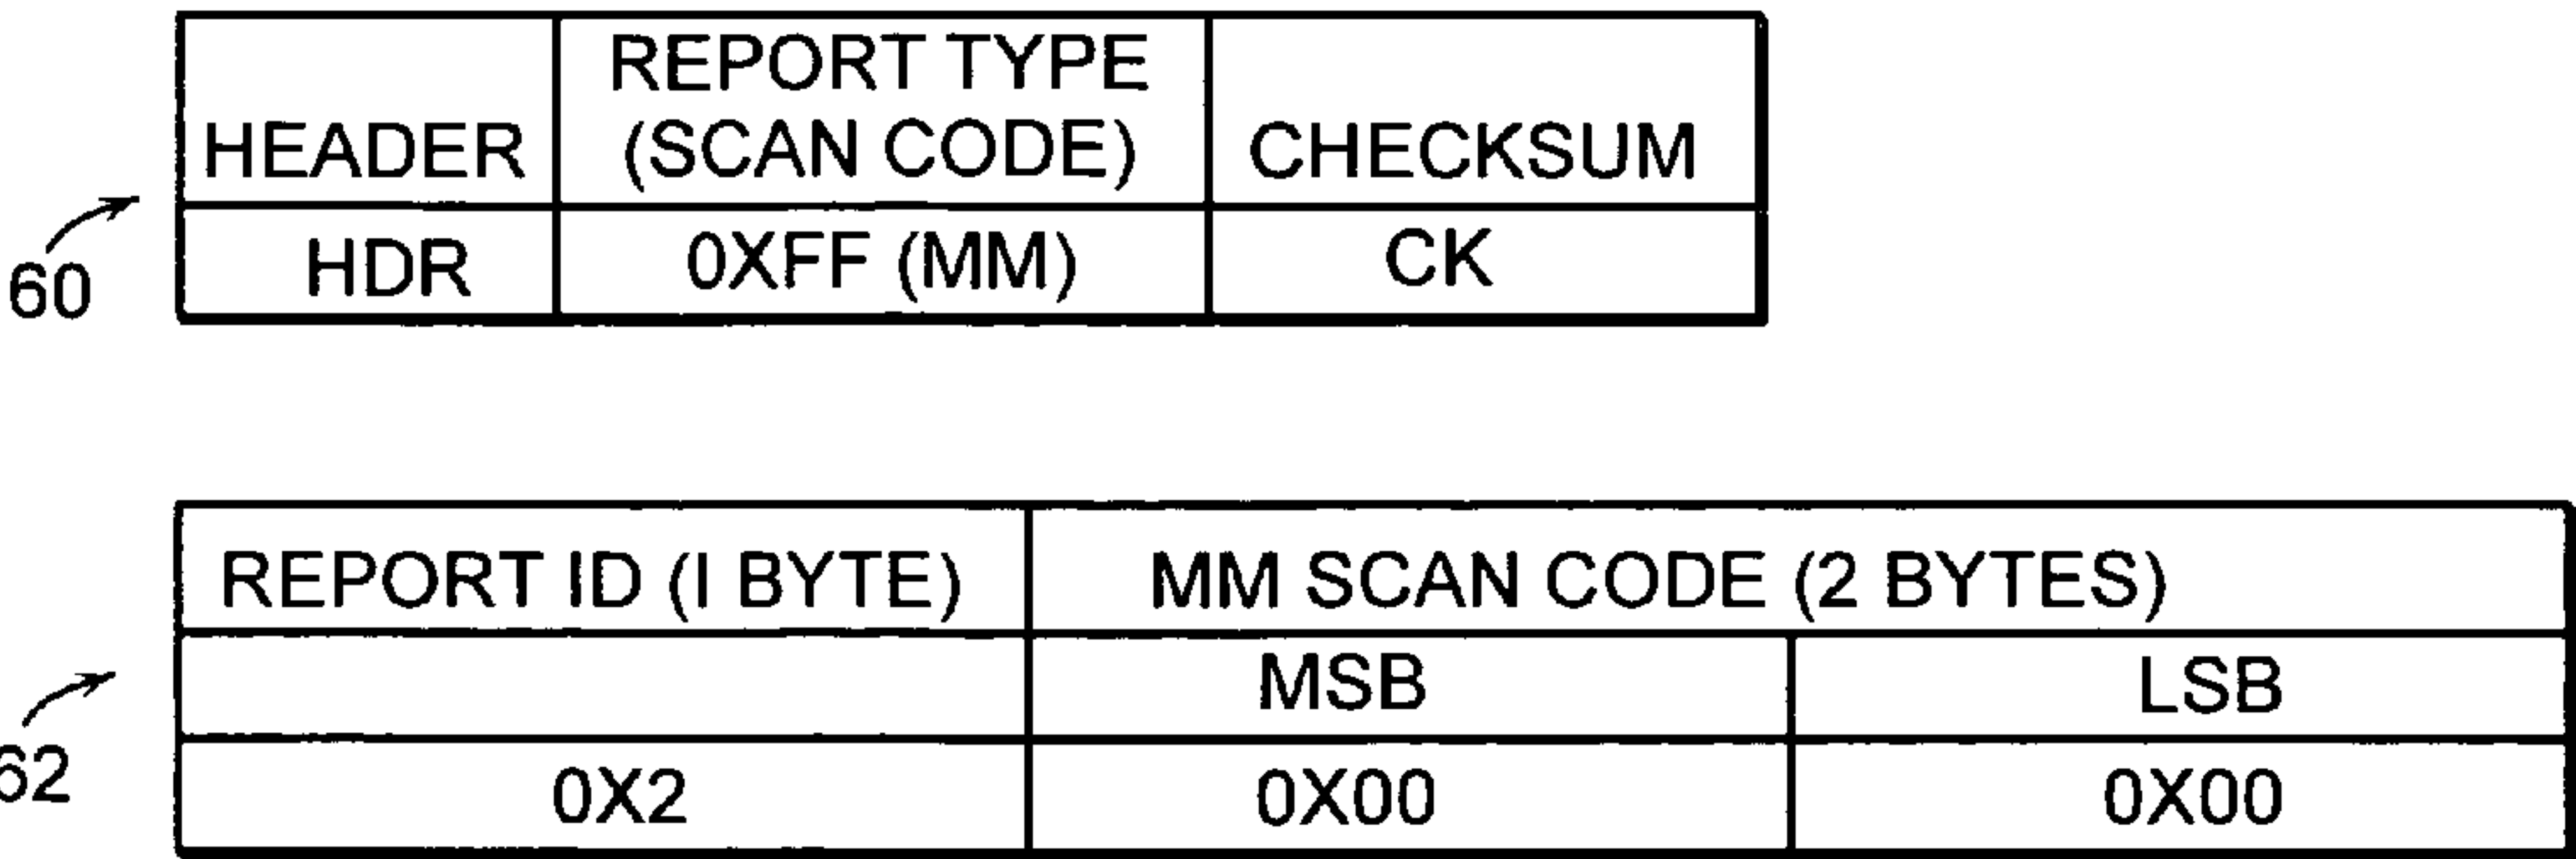 HEADER REPORT TYPE (SCAN CODE) CHECKSUM
60 HDR 0XFF (MM) CK
REPORT ID (I BYTE) MM SCAN CODE (2 BYTES)
MSB LSB
62 0X2 0X00 0X00